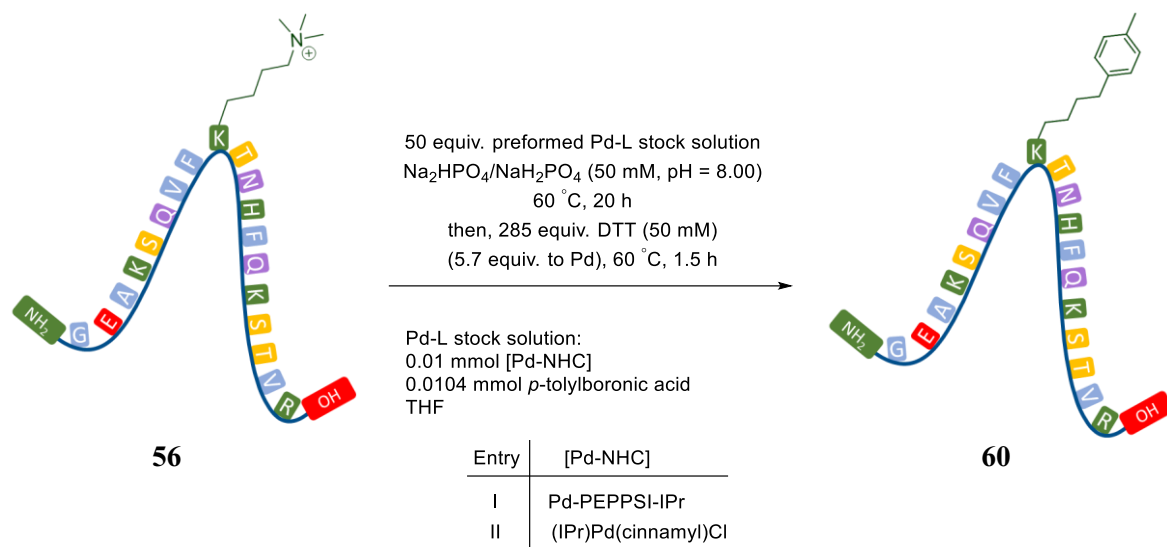 N
⊕
K
F
V
Q
S
K
A
E
G
NH₂
T
N
H
F
Q
K
S
T
V
R
OH
56
50 equiv. preformed Pd-L stock solution
Na₂HPO₄/NaH₂PO₄ (50 mM, pH = 8.00)
60 °C, 20 h
then, 285 equiv. DTT (50 mM)
(5.7 equiv. to Pd), 60 °C, 1.5 h
Pd-L stock solution:
0.01 mmol [Pd-NHC]
0.0104 mmol p-tolylboronic acid
THF
Entry [Pd-NHC]
I Pd-PEPPSI-IPr
II (IPr)Pd(cinnamyl)Cl
K
F
V
Q
S
K
A
E
G
NH₂
T
N
H
F
Q
K
S
T
V
R
OH
60